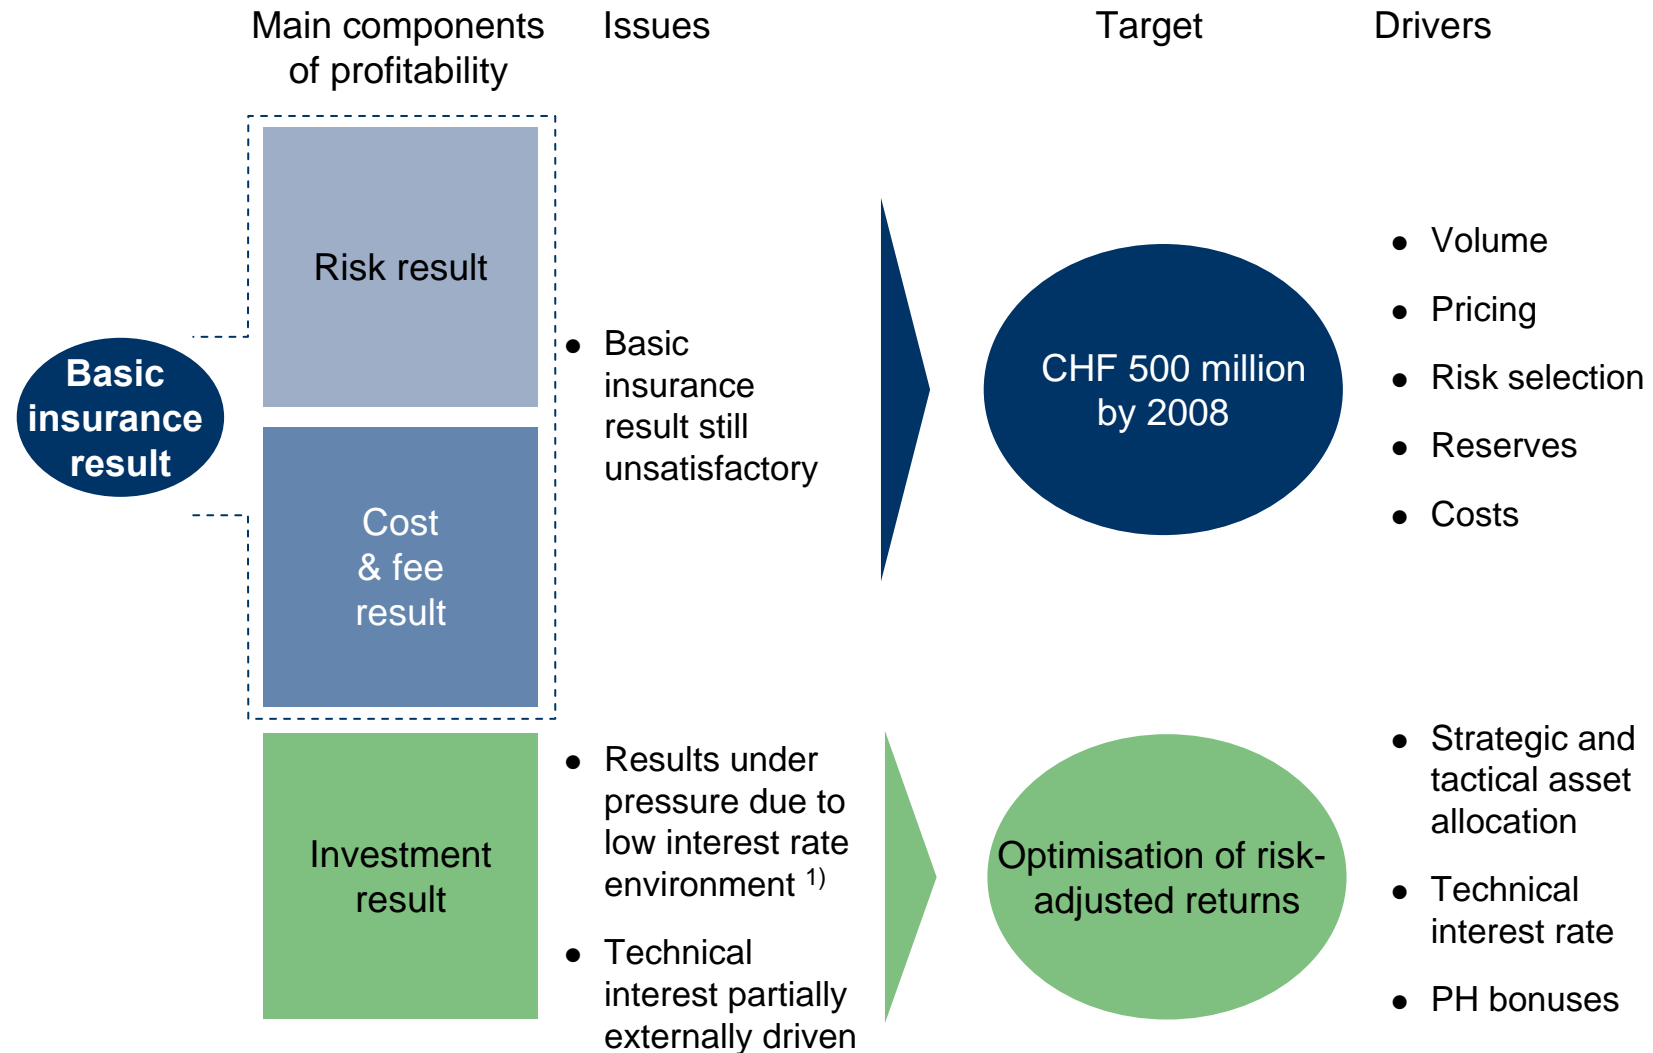 Main components
of profitability
Issues
Target
Drivers
Basic
insurance
result
Risk result
Cost
& fee
result
● Basic
insurance
result still
unsatisfactory
CHF 500 million
by 2008
● Volume
● Pricing
● Risk selection
● Reserves
● Costs
Investment
result
● Results under
pressure due to
low interest rate
environment 1)
● Technical
interest partially
externally driven
Optimisation of risk-
adjusted returns
● Strategic and
tactical asset
allocation
● Technical
interest rate
● PH bonuses